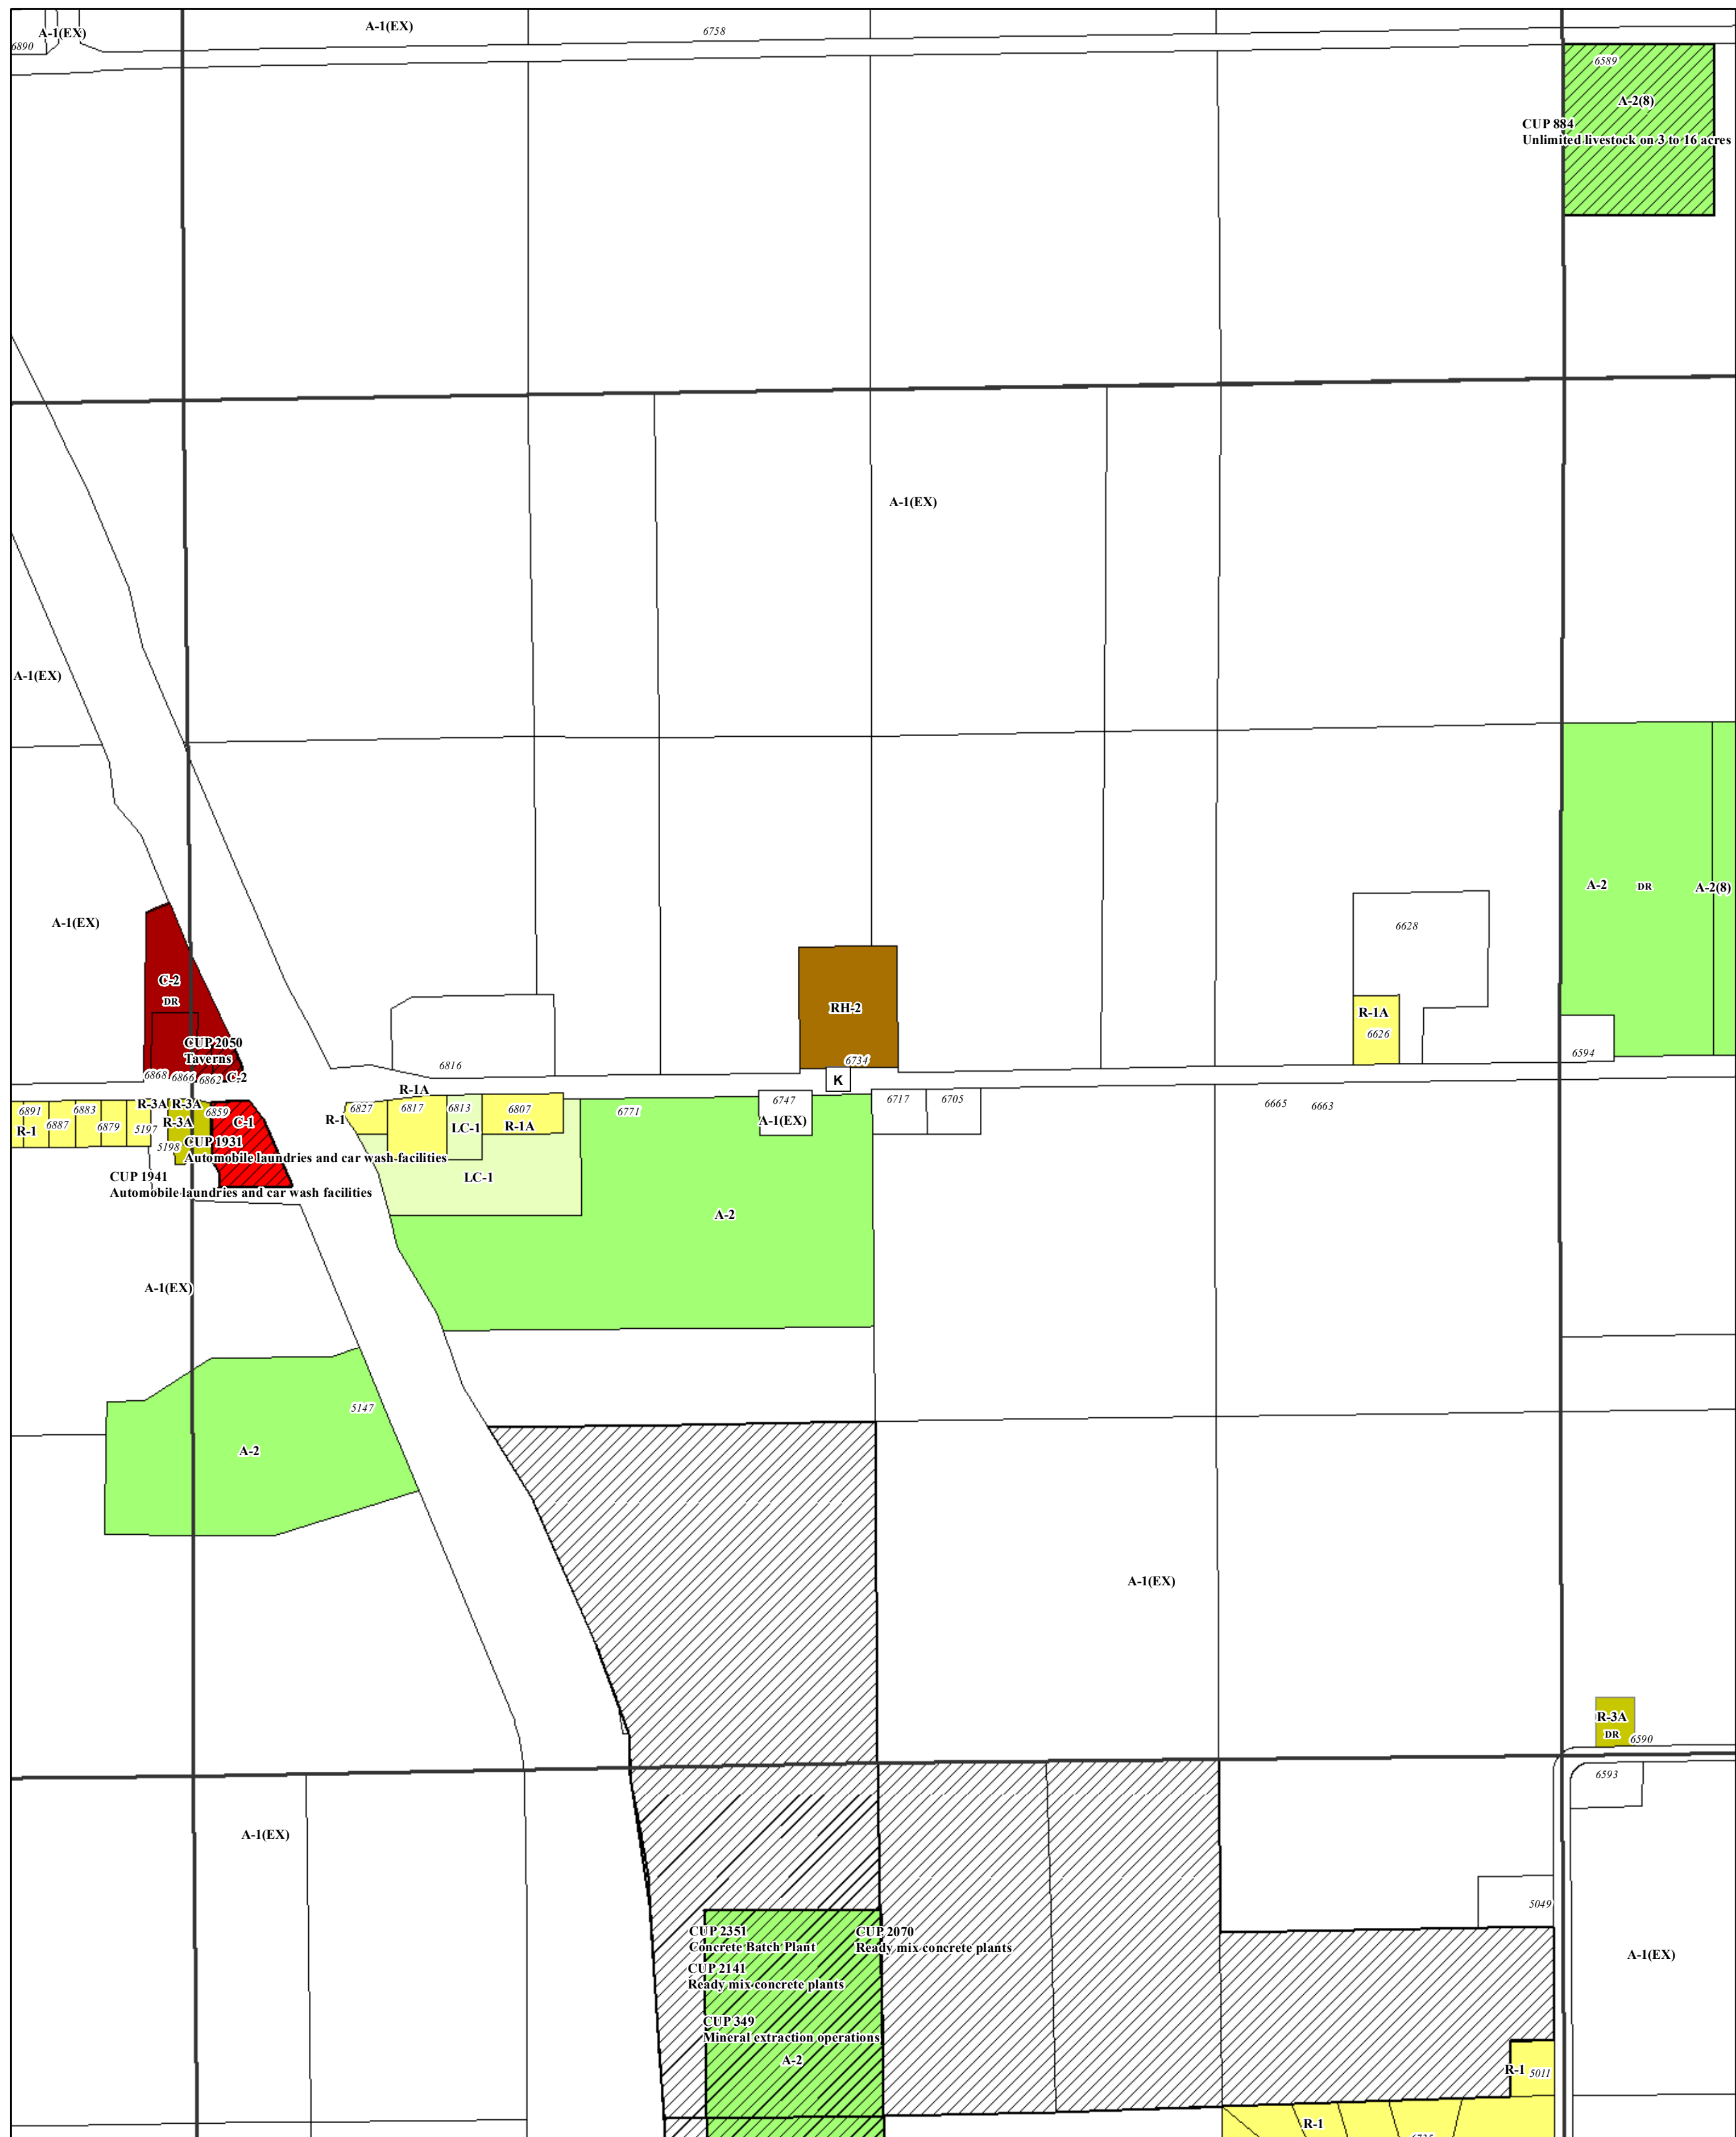 A-1(EX)
A-1(EX)
6758
6890
6589
A-2(8)
CUP 884
Unlimited livestock on 3 to 16 acres
A-1(EX)
A-1(EX)
A-2
DR
A-2(8)
A-1(EX)
6628
C-2
DR
RH-2
R-1A
6626
CUP 2050
Taverns
6594
6734
6816
6868
6866
6862
C-2
K
R-1A
R-3A
R-3A
6891
6883
6859
6827
6817
6813
6807
6771
6747
6717
6705
6665
6663
R-1
6887
6879
5197
R-3A
C-1
R-1
LC-1
R-1A
A-1(EX)
5198
CUP 1931
Automobile laundries and car wash facilities
CUP 1941
Automobile laundries and car wash facilities
LC-1
A-2
A-1(EX)
5147
A-2
A-1(EX)
R-3A
DR
6590
6593
A-1(EX)
5049
CUP 2351
Concrete Batch Plant
CUP 2070
Ready mix concrete plants
A-1(EX)
CUP 2141
Ready mix concrete plants
CUP 349
Mineral extraction operations
A-2
R-1
5011
R-1